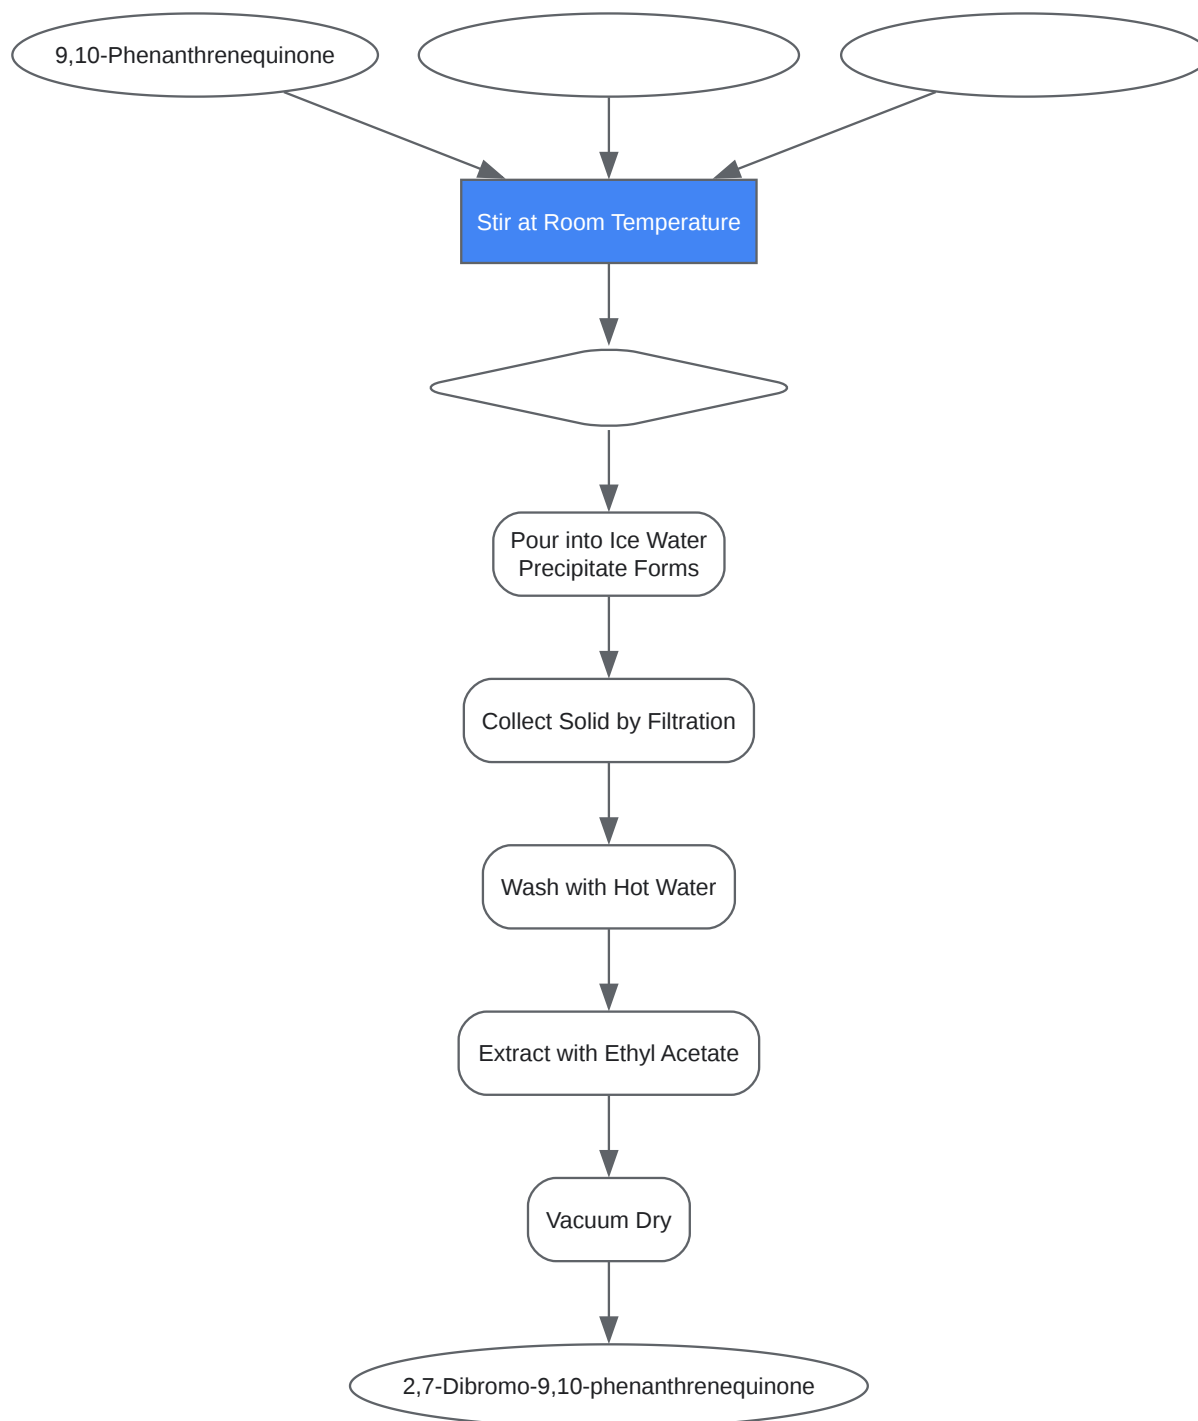 9,10-Phenanthrenequinone
Stir at Room Temperature
Pour into Ice Water
Precipitate Forms
Collect Solid by Filtration
Wash with Hot Water
Extract with Ethyl Acetate
Vacuum Dry
2,7-Dibromo-9,10-phenanthrenequinone